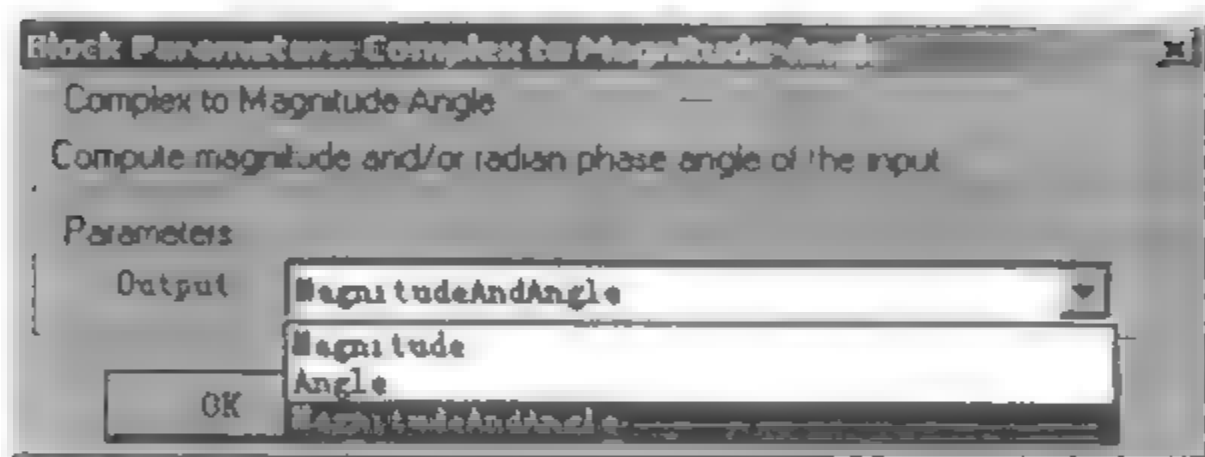 Block Parameters: Complex to Magnitude-Angl
Complex to Magnitude Angle
Compute magnitude and/or radian phase angle of the input
Parameters
Output
MagnitudeAndAngle
Magnitude
Angle
MagnitudeAndAngle
OK